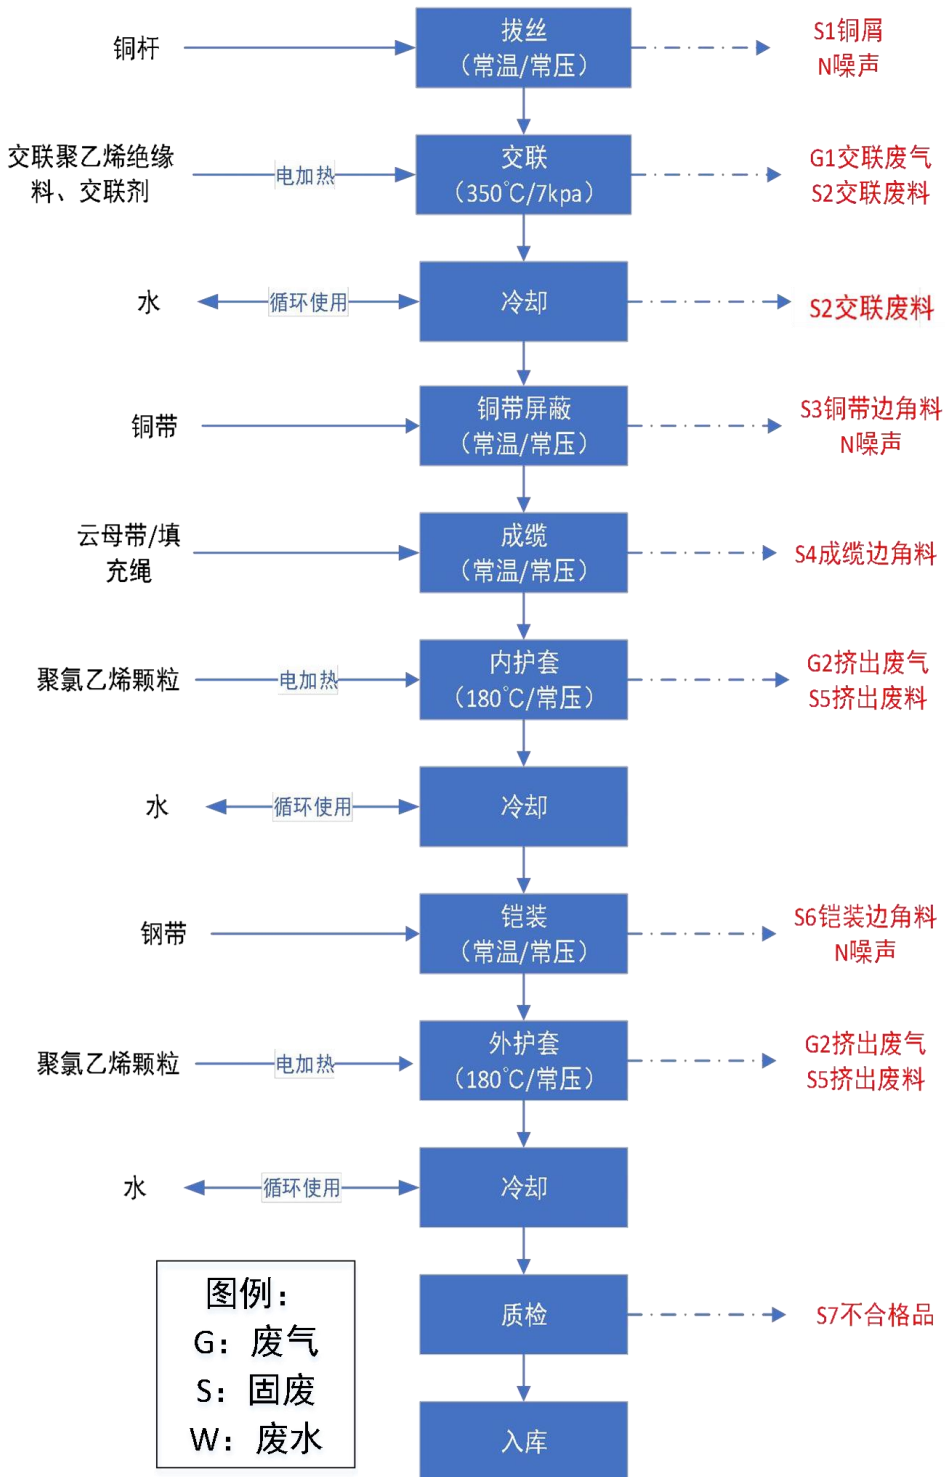 铜杆
拔丝
（常温/常压）
S1铜屑
N噪声
交联聚乙烯绝缘
料、交联剂
电加热
交联
（350℃/7kpa）
G1交联废气
S2交联废料
水
循环使用
冷却
S2交联废料
铜带
铜带屏蔽
（常温/常压）
S3铜带边角料
N噪声
云母带/填
充绳
成缆
（常温/常压）
S4成缆边角料
聚氯乙烯颗粒
电加热
内护套
（180℃/常压）
G2挤出废气
S5挤出废料
水
循环使用
冷却
钢带
铠装
（常温/常压）
S6铠装边角料
N噪声
聚氯乙烯颗粒
电加热
外护套
（180℃/常压）
G2挤出废气
S5挤出废料
水
循环使用
冷却
质检
S7不合格品
入库
图例：
G：废气
S：固废
W：废水